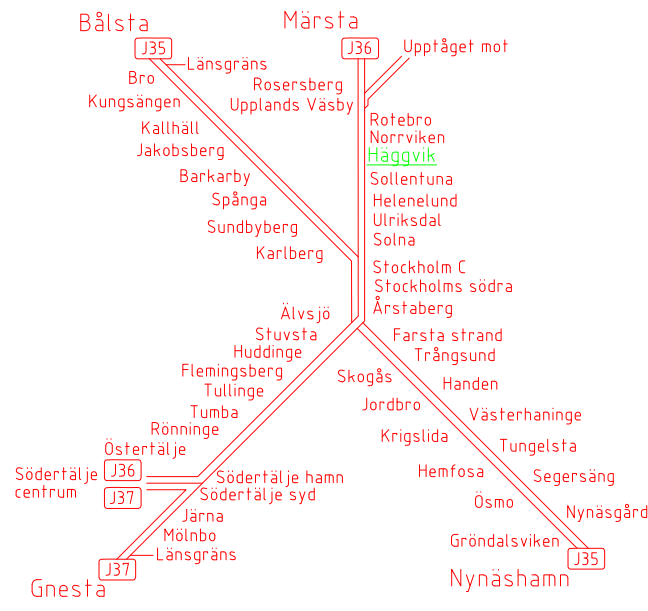 Bålsta
J35
Länsgräns
Bro
Kungsängen
Kallhäll
Jakobsberg
Barkarby
Spånga
Sundbyberg
Karlberg
Märsta
J36
Upptåget mot
Rosersberg
Upplands Väsby
Rotebro
Norrviken
Häggvik
Sollentuna
Helenelund
Ulriksdal
Solna
Stockholm C
Stockholms södra
Årstaberg
Älvsjö
Stuvsta
Huddinge
Flemingsberg
Tullinge
Tumba
Rönninge
Östertälje
Södertälje
centrum
J36
J37
Södertälje hamn
Södertälje syd
Järna
Mölnbo
Länsgräns
J37
Gnesta
Farsta strand
Trångsund
Skogås
Handen
Jordbro
Västerhaninge
Krigslida
Tungelsta
Hemfosa
Segersäng
Ösmo
Nynäsgård
Gröndalsviken
J35
Nynäshamn